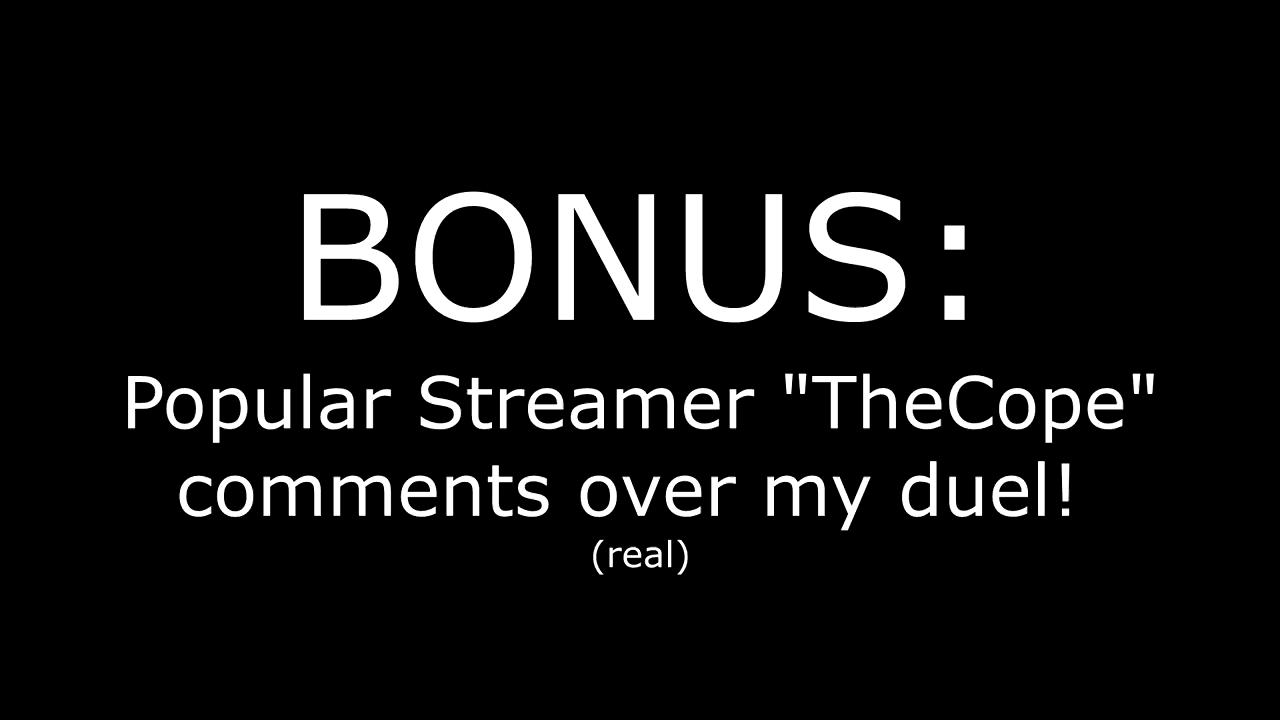 BONUS:
Popular Streamer "TheCope"
comments over my duel!
(real)